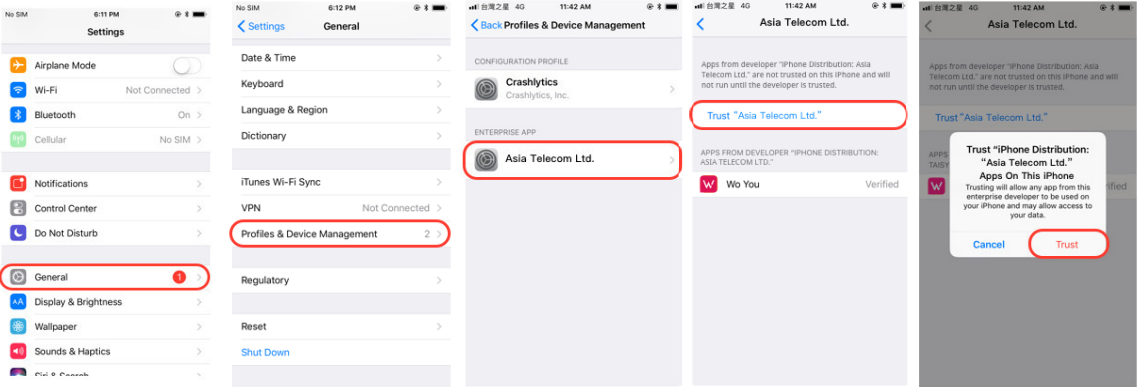 No SIM 6:11 PM
Settings
Airplane Mode
Wi-Fi Not Connected
Bluetooth On
Cellular No SIM
Notifications
Control Center
Do Not Disturb
General 1
AA Display & Brightness
Wallpaper
Sounds & Haptics
Siri & Search
No SIM 6:12 PM
Settings General
Date & Time
Keyboard
Language & Region
Dictionary
iTunes Wi-Fi Sync
VPN Not Connected
Profiles & Device Management 2
Regulatory
Reset
Shut Down
台灣之星 4G 11:42 AM
Back Profiles & Device Management
CONFIGURATION PROFILE
Crashlytics
Crashlytics, Inc.
ENTERPRISE APP
Asia Telecom Ltd.
台灣之星 4G 11:42 AM
Asia Telecom Ltd.
Apps from developer "iPhone Distribution: Asia
Telecom Ltd." are not trusted on this iPhone and will
not run until the developer is trusted.
Trust "Asia Telecom Ltd."
APPS FROM DEVELOPER "IPHONE DISTRIBUTION:
ASIA TELECOM LTD."
W Wo You Verified
台灣之星 4G 11:42 AM
Asia Telecom Ltd.
Apps from developer "iPhone Distribution: Asia
Telecom Ltd." are not trusted on this iPhone and will
not run until the developer is trusted.
Trust "Asia Telecom Ltd."
APPS
TAISY
W ified
Trust "iPhone Distribution:
"Asia Telecom Ltd."
Apps On This iPhone
Trusting will allow any app from this
enterprise developer to be used on
your iPhone and may allow access to
your data.
Cancel Trust